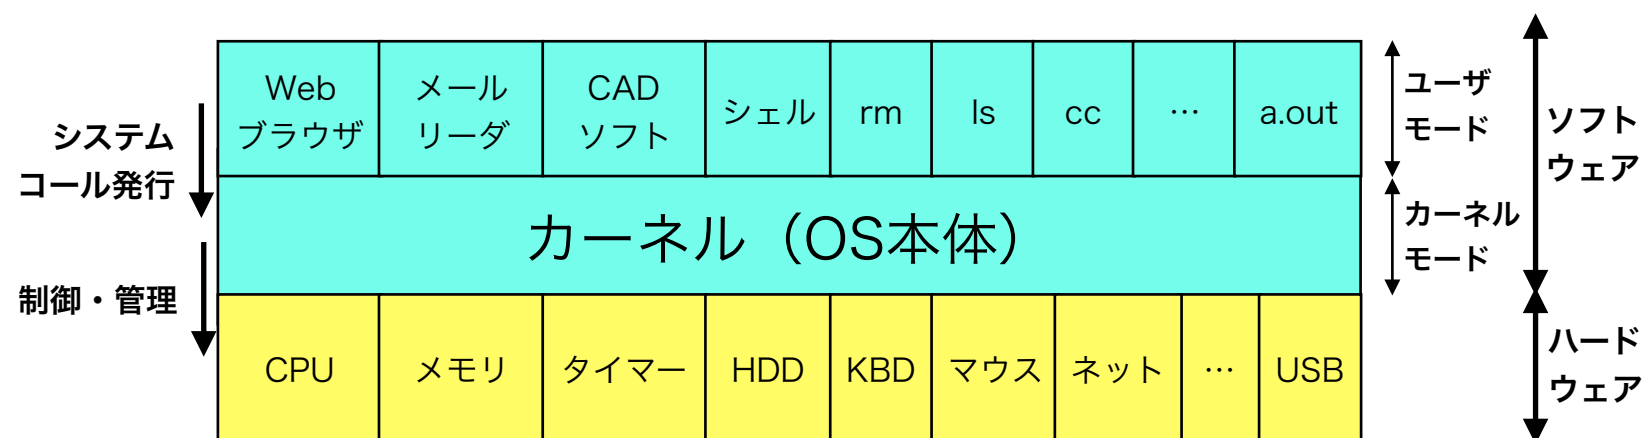 Web
ブラウザ
メール
リーダ
CAD
ソフト
シェル
rm
ls
cc
…
a.out
ユーザ
モード
ソフト
ウェア
システム
コール発行
カーネル（OS本体）
カーネル
モード
制御・管理
CPU
メモリ
タイマー
HDD
KBD
マウス
ネット
…
USB
ハード
ウェア